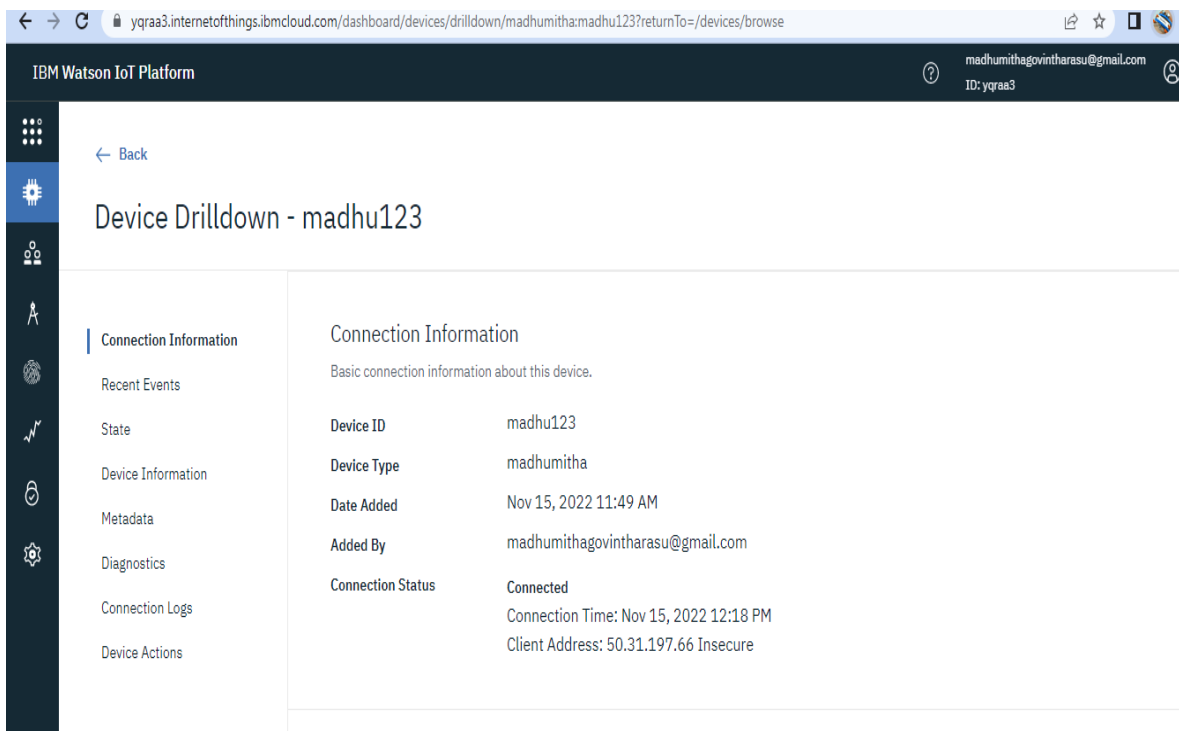 yqraa3.internetofthings.ibmcloud.com/dashboard/devices/drilldown/madhumitha:madhu123?returnTo=/devices/browse
IBM Watson IoT Platform
madhumithagovintharasu@gmail.com
ID: yqraa3
Back
Device Drilldown - madhu123
Connection Information
Recent Events
State
Device Information
Metadata
Diagnostics
Connection Logs
Device Actions
Connection Information
Basic connection information about this device.
Device ID madhu123
Device Type madhumitha
Date Added Nov 15, 2022 11:49 AM
Added By madhumithagovintharasu@gmail.com
Connection Status Connected
Connection Time: Nov 15, 2022 12:18 PM
Client Address: 50.31.197.66 Insecure